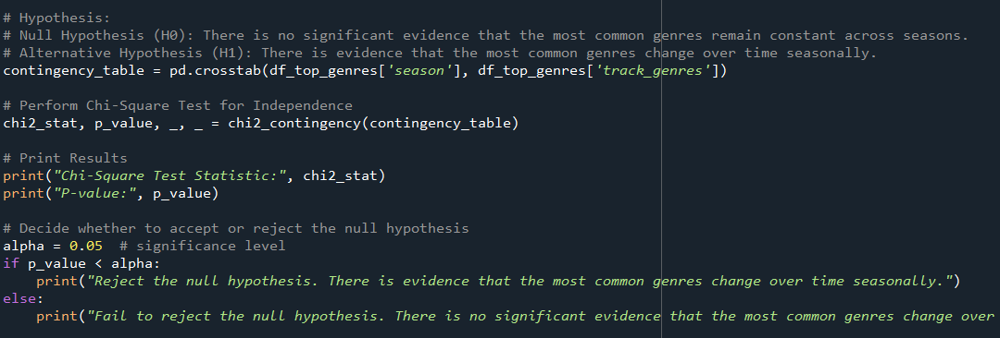 # Hypothesis:
# Null Hypothesis (H0): There is no significant evidence that the most common genres remain constant across seasons.
# Alternative Hypothesis (H1): There is evidence that the most common genres change over time seasonally.
contingency_table = pd.crosstab(df_top_genres['season'], df_top_genres['track_genres'])
# Perform Chi-Square Test for Independence
chi2_stat, p_value, _, _ = chi2_contingency(contingency_table)
# Print Results
print("Chi-Square Test Statistic:", chi2_stat)
print("P-value:", p_value)
# Decide whether to accept or reject the null hypothesis
alpha = 0.05  # significance level
if p_value < alpha:
    print("Reject the null hypothesis. There is evidence that the most common genres change over time seasonally.")
else:
    print("Fail to reject the null hypothesis. There is no significant evidence that the most common genres change over